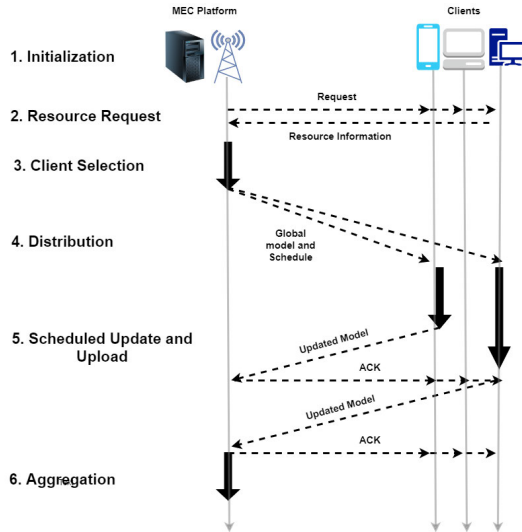 MEC Platform
Clients
1. Initialization
Request
2. Resource Request
Resource Information
3. Client Selection
4. Distribution
Global
model and
Schedule
5. Scheduled Update and
Upload
Updated Model
ACK
Updated Model
ACK
6. Aggregation